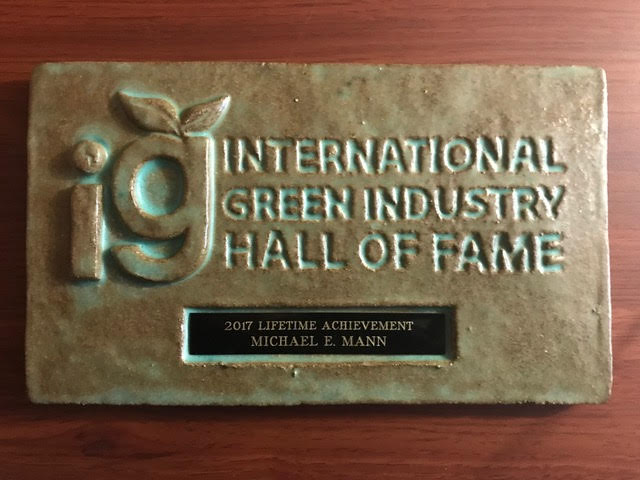 ig
INTERNATIONAL
GREEN INDUSTRY
HALL OF FAME
2017 LIFETIME ACHIEVEMENT
MICHAEL E. MANN